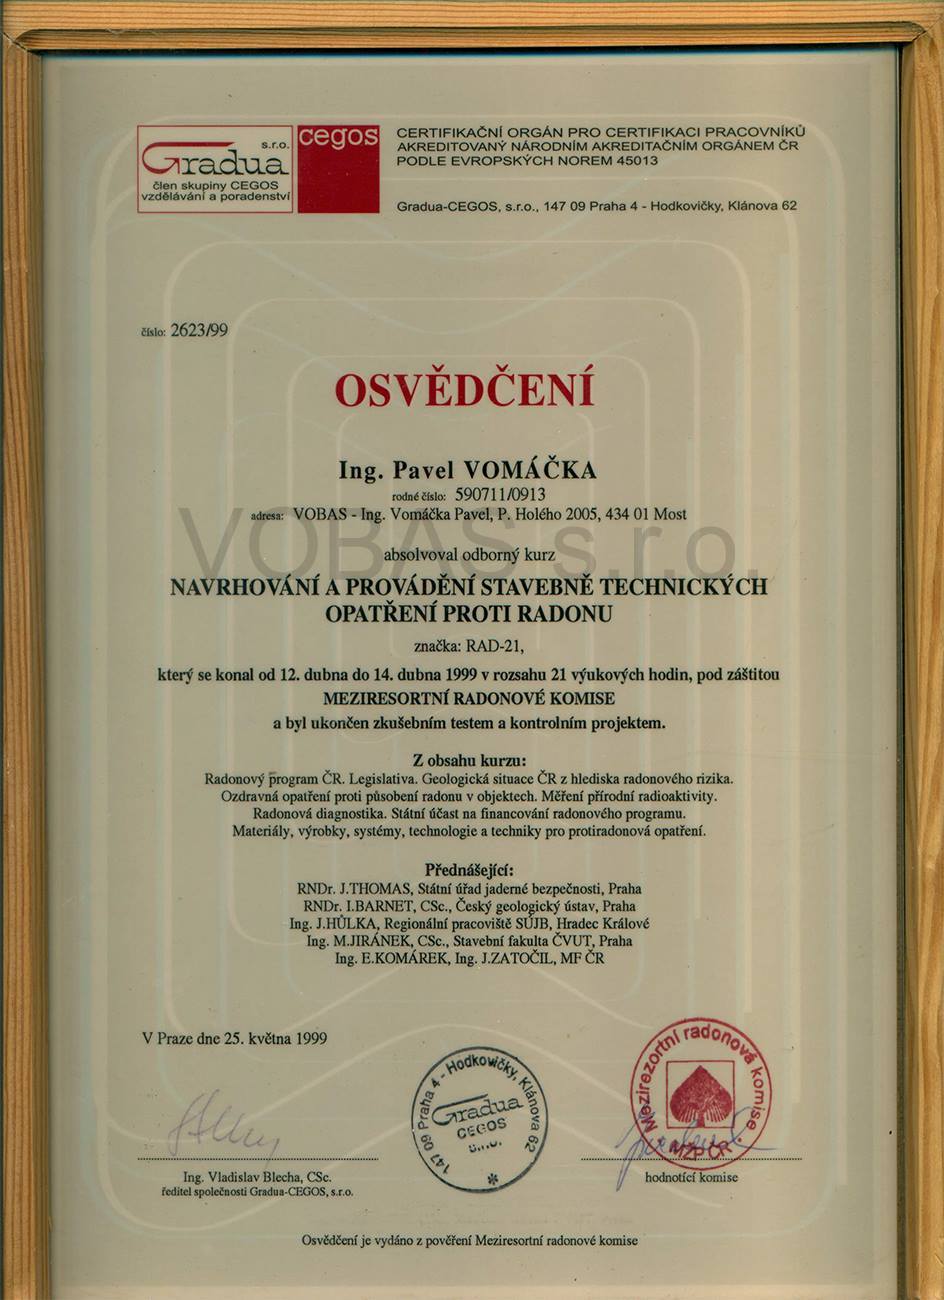 Gradua s.r.o.
člen skupiny CEGOS
vzdělávání a poradenství
cegos
CERTIFIKAČNÍ ORGÁN PRO CERTIFIKACI PRACOVNÍKŮ
AKREDITOVANÝ NÁRODNÍM AKREDITAČNÍM ORGÁNEM ČR
PODLE EVROPSKÝCH NOREM 45013
Gradua-CEGOS, s.r.o., 147 09 Praha 4 - Hodkovičky, Klánova 62
číslo: 2623/99
OSVĚDČENÍ
Ing. Pavel VOMÁČKA
rodné číslo: 590711/0913
adresa: VOBAS - Ing. Vomáčka Pavel, P. Holého 2005, 434 01 Most
VOBAS s.r.o.
absolvoval odborný kurz
NAVRHOVÁNÍ A PROVÁDĚNÍ STAVEBNĚ TECHNICKÝCH
OPATŘENÍ PROTI RADONU
značka: RAD-21,
který se konal od 12. dubna do 14. dubna 1999 v rozsahu 21 výukových hodin, pod záštitou
MEZIRESORTNÍ RADONOVÉ KOMISE
a byl ukončen zkušebním testem a kontrolním projektem.
Z obsahu kurzu:
Radonový program ČR. Legislativa. Geologická situace ČR z hlediska radonového rizika.
Ozdravná opatření proti působení radonu v objektech. Měření přírodní radioaktivity.
Radonová diagnostika. Státní účast na financování radonového programu.
Materiály, výrobky, systémy, technologie a techniky pro protiradonová opatření.
Přednášející:
RNDr. J.THOMAS, Státní úřad jaderné bezpečnosti, Praha
RNDr. I.BARNET, CSc., Český geologický ústav, Praha
Ing. J.HŮLKA, Regionální pracoviště SÚJB, Hradec Králové
Ing. M.JIRÁNEK, CSc., Stavební fakulta ČVUT, Praha
Ing. E.KOMÁREK, Ing. J.ZATOČIL, MF ČR
V Praze dne 25. května 1999
147 09 Praha 4 - Hodkovičky, Klánova 62
Gradua
CEGOS
s.r.o.
Mezirezortní radonová komise
MŽP ČR
Ing. Vladislav Blecha, CSc.
ředitel společnosti Gradua-CEGOS, s.r.o.
hodnotící komise
Osvědčení je vydáno z pověření Meziresortní radonové komise